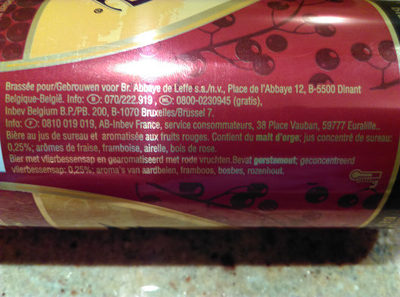 Brassée pour/Gebrouwen voor Br. Abbaye de Leffe s.a./n.v., Place de l'Abbaye 12, B-5500 Dinant
Belgique-België. Info: B: 070/222.919, NL: 0800-0230945 (gratis),
Inbev Belgium B.P./PB. 200, B-1070 Bruxelles/Brussel 7.
Info: F: 0810 019 019, AB-Inbev France, service consommateurs, 38 Place Vauban, 59777 Euralille..
Bière au jus de sureau et aromatisée aux fruits rouges. Contient du malt d'orge; jus concentré de sureau:
0,25%; arômes de fraise, framboise, airelle, bois de rose.
Bier met vlierbessensap en gearomatiseerd met rode vruchten.Bevat gerstemout; geconcentreerd
vlierbessensap: 0,25%; aroma's van aardbeien, framboos, bosbes, rozenhout.